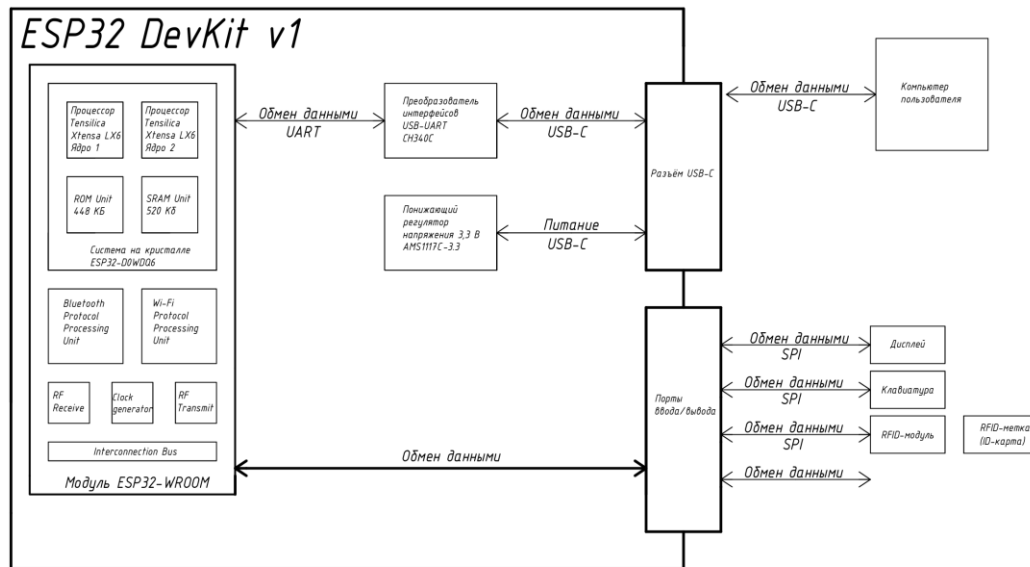 ESP32 DevKit v1
Процессор
Tensilica
Xtensa LX6
Ядро 1
Процессор
Tensilica
Xtensa LX6
Ядро 2
ROM Unit
448 КБ
SRAM Unit
520 Кб
Система на кристалле
ESP32-D0WDQ6
Bluetooth
Protocol
Processing
Unit
Wi-Fi
Protocol
Processing
Unit
RF
Receive
Clock
generator
RF
Transmit
Interconnection Bus
Модуль ESP32-WROOM
Обмен данными
UART
Преобразователь
интерфейсов
USB-UART
CH340C
Обмен данными
USB-C
Понижающий
регулятор
напряжения 3,3 В
AMS1117C-3.3
Питание
USB-C
Разъём USB-C
Обмен данными
USB-C
Компьютер
пользователя
Обмен данными
Порты
ввода/вывода
Обмен данными
SPI
Дисплей
Обмен данными
SPI
Клавиатура
Обмен данными
SPI
RFID-модуль
RFID-метка
(ID-карта)
Обмен данными